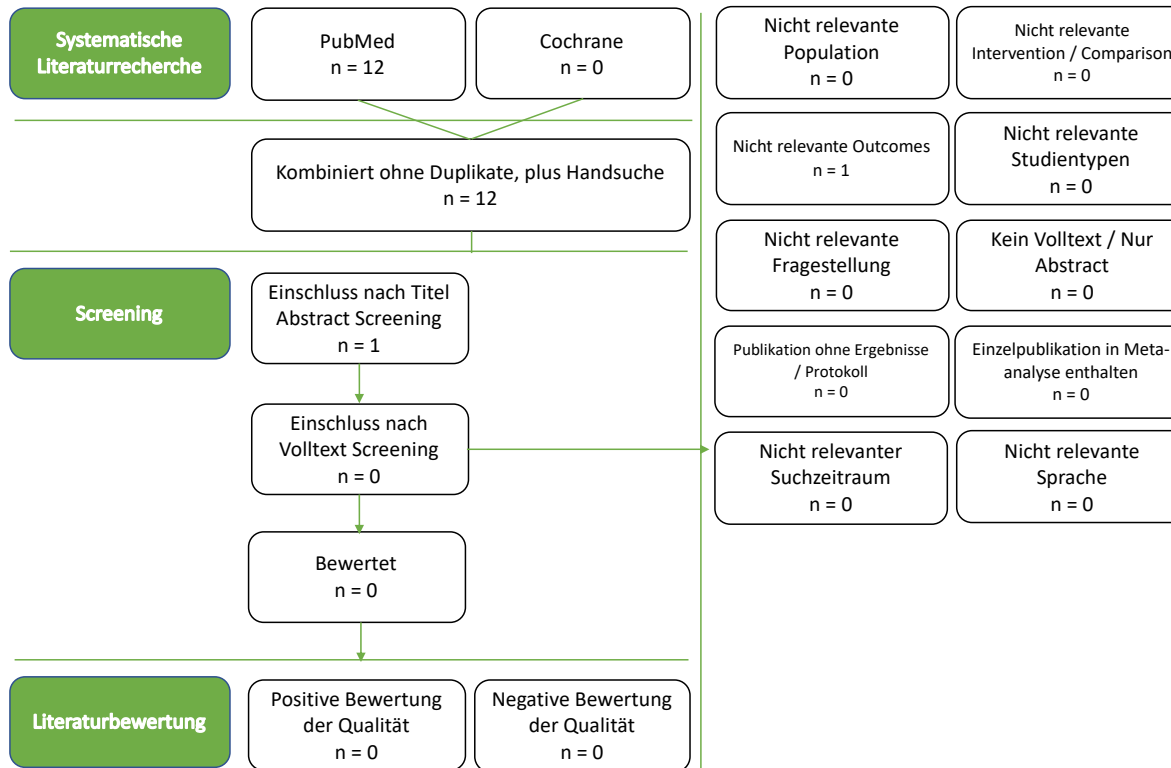 Systematische
Literaturrecherche
PubMed
n = 12
Cochrane
n = 0
Kombiniert ohne Duplikate, plus Handsuche
n = 12
Screening
Einschluss nach Titel
Abstract Screening
n = 1
Einschluss nach
Volltext Screening
n = 0
Bewertet
n = 0
Literaturbewertung
Positive Bewertung
der Qualität
n = 0
Negative Bewertung
der Qualität
n = 0
Nicht relevante
Population
n = 0
Nicht relevante
Intervention / Comparison
n = 0
Nicht relevante Outcomes
n = 1
Nicht relevante
Studientypen
n = 0
Nicht relevante
Fragestellung
n = 0
Kein Volltext / Nur
Abstract
n = 0
Publikation ohne Ergebnisse
/ Protokoll
n = 0
Einzelpublikation in Meta-
analyse enthalten
n = 0
Nicht relevanter
Suchzeitraum
n = 0
Nicht relevante
Sprache
n = 0